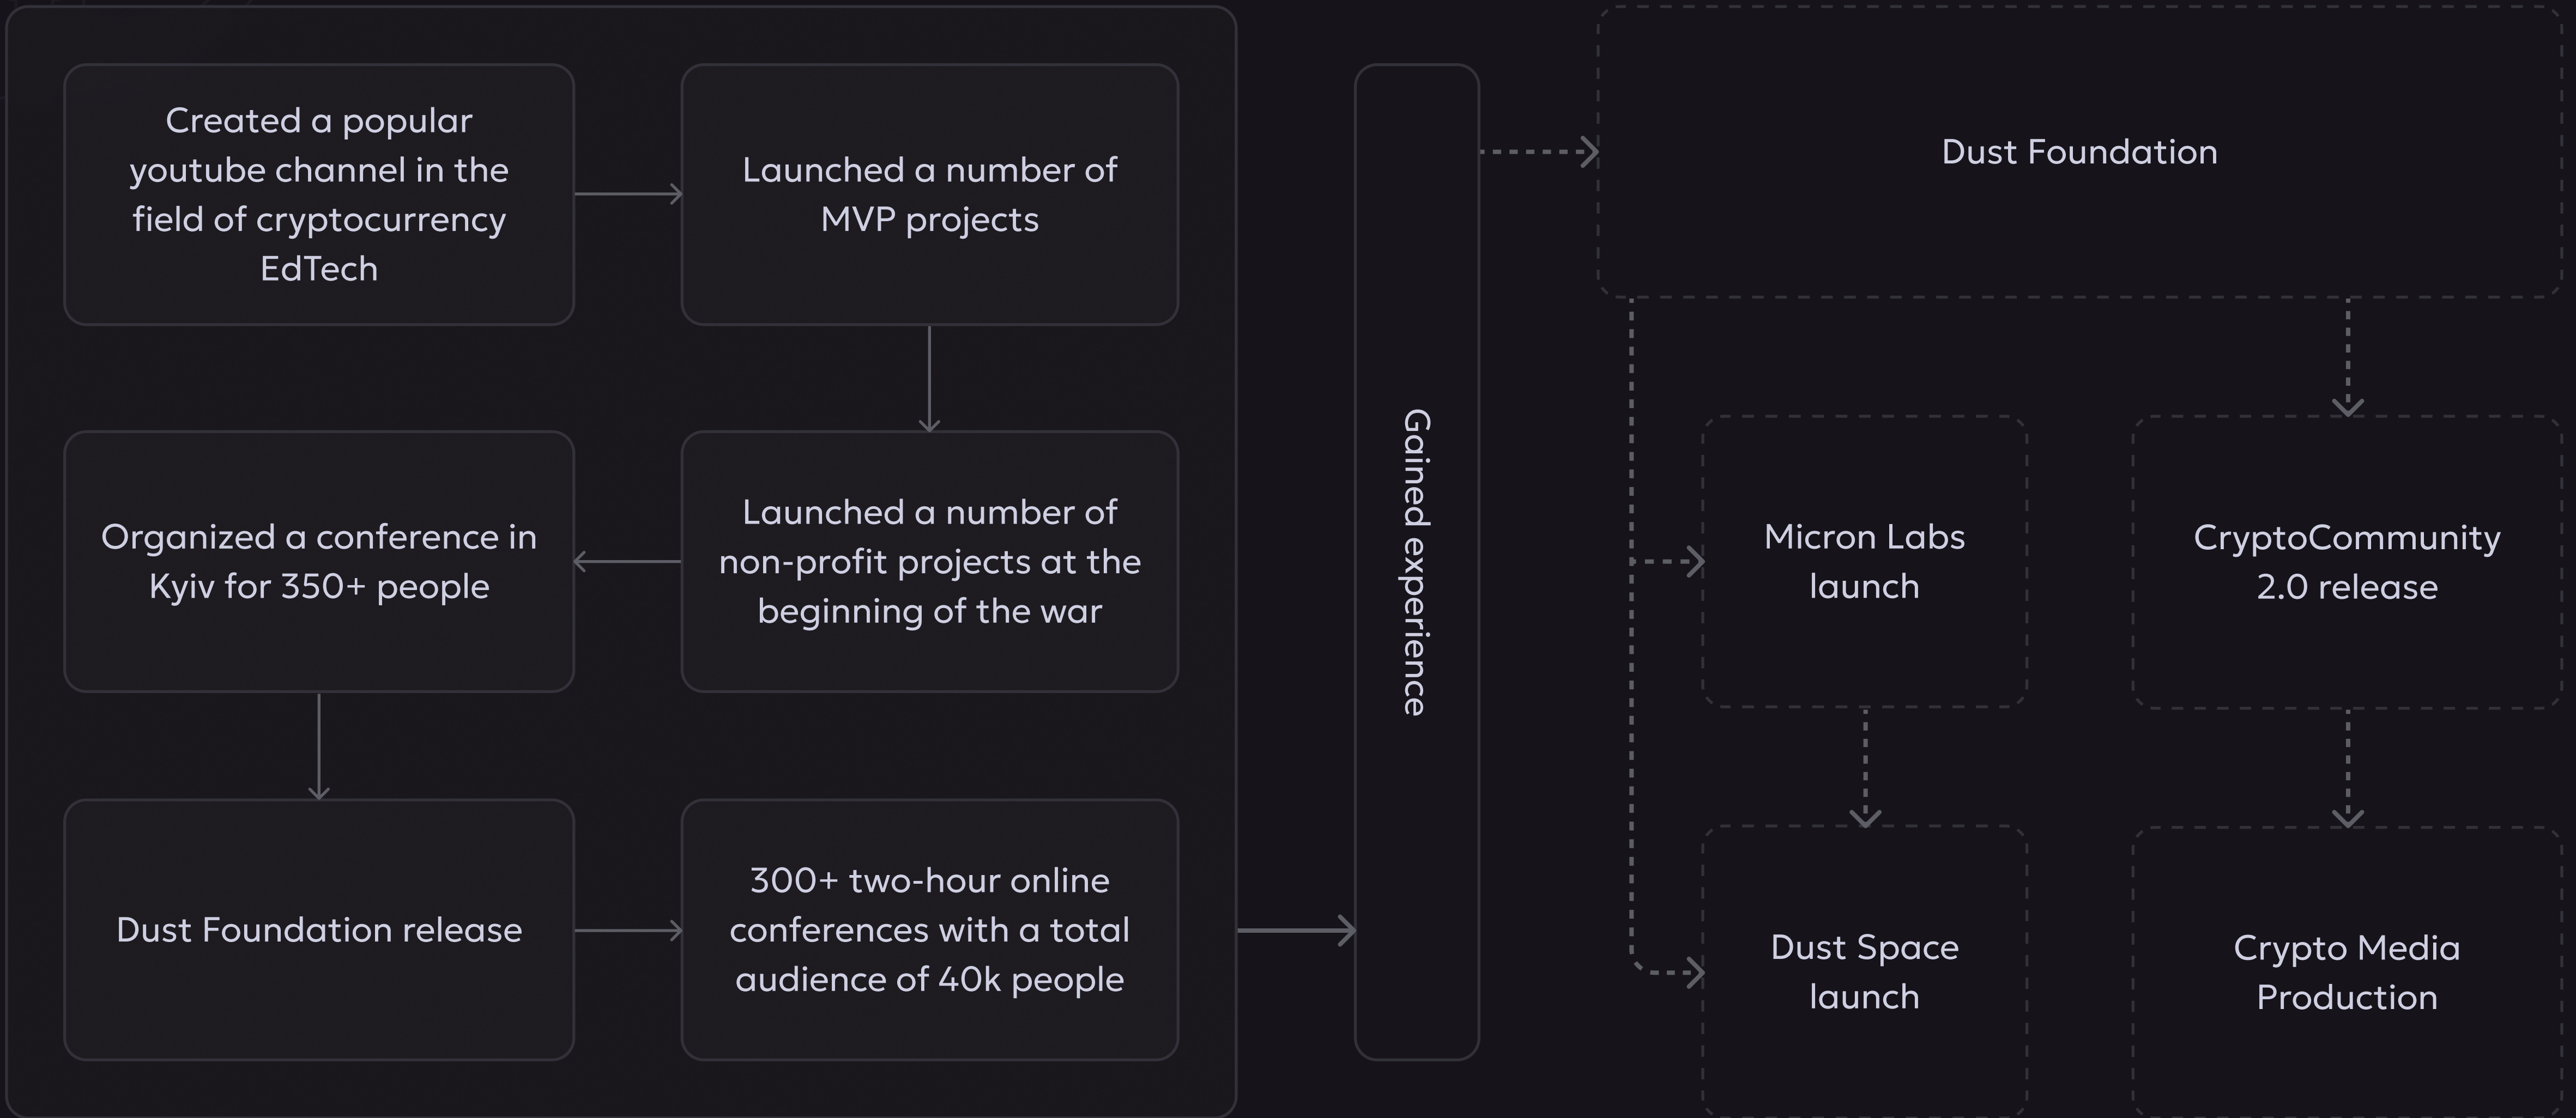 Created a popular
youtube channel in the
field of cryptocurrency
EdTech
Launched a number of
MVP projects
Launched a number of
non-profit projects at the
beginning of the war
Organized a conference in
Kyiv for 350+ people
Dust Foundation release
300+ two-hour online
conferences with a total
audience of 40k people
Gained experience
Dust Foundation
Micron Labs
launch
CryptoCommunity
2.0 release
Dust Space
launch
Crypto Media
Production